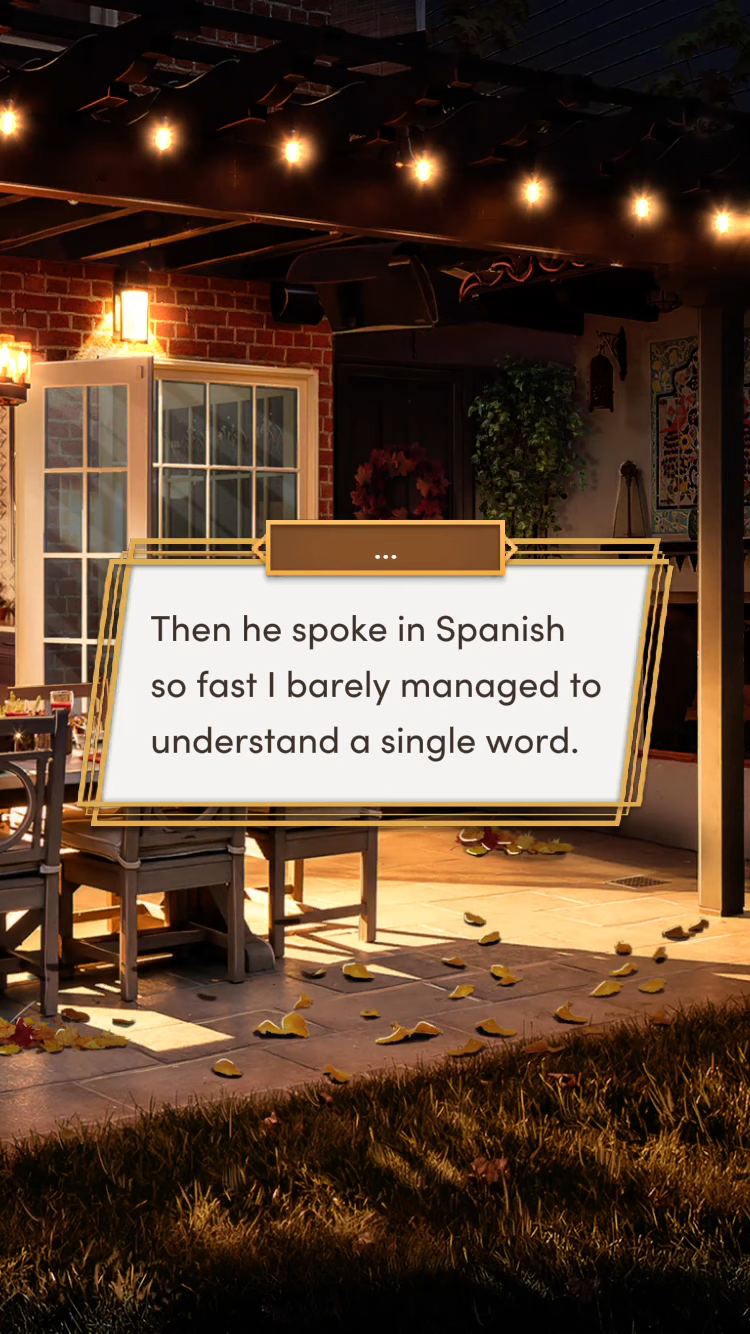 ...
Then he spoke in Spanish
so fast I barely managed to
understand a single word.